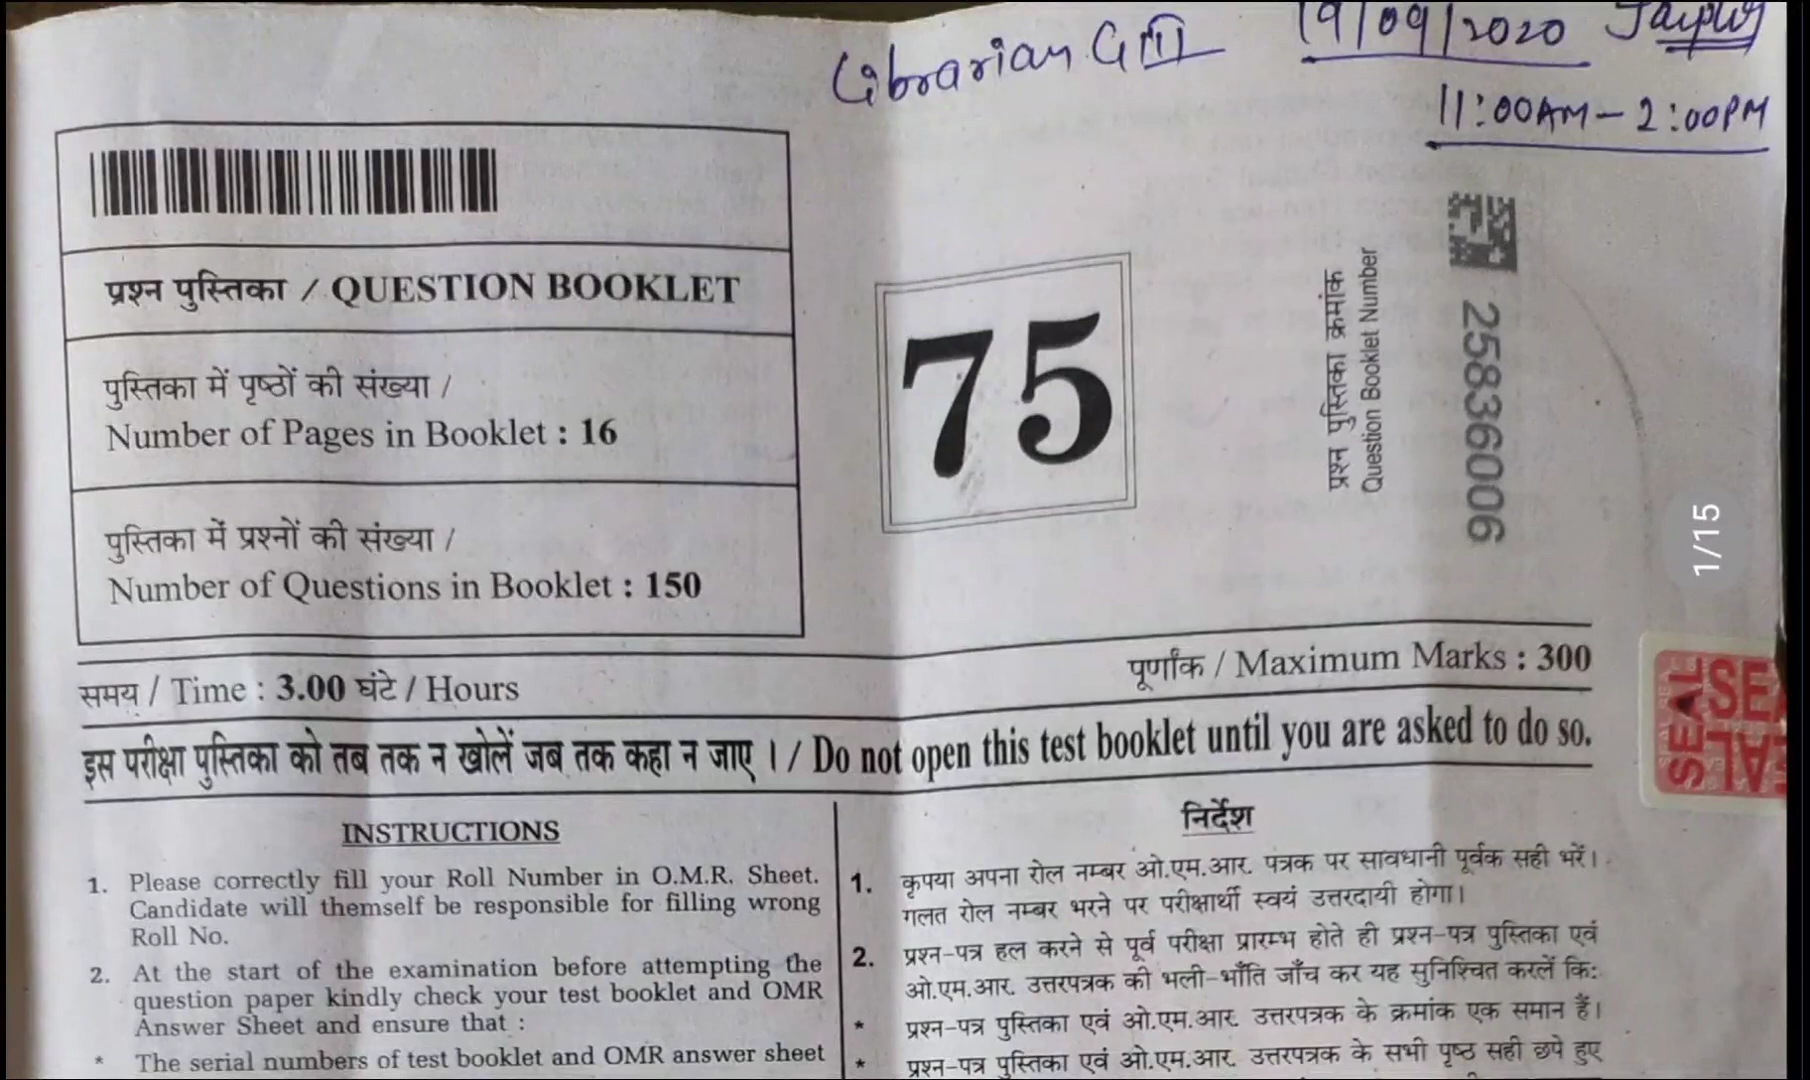 Librarian GIII 19/09/2020 Jaipur
11:00AM - 2:00PM
प्रश्न पुस्तिका / QUESTION BOOKLET
पुस्तिका में पृष्ठों की संख्या /
Number of Pages in Booklet : 16
पुस्तिका में प्रश्नों की संख्या /
Number of Questions in Booklet : 150
75
प्रश्न पुस्तिका क्रमांक
Question Booklet Number
25836006
1/15
समय / Time : 3.00 घंटे / Hours
पूर्णांक / Maximum Marks : 300
SEAL
इस परीक्षा पुस्तिका को तब तक न खोलें जब तक कहा न जाए । / Do not open this test booklet until you are asked to do so.
INSTRUCTIONS
1. Please correctly fill your Roll Number in O.M.R. Sheet.
Candidate will themself be responsible for filling wrong
Roll No.
2. At the start of the examination before attempting the
question paper kindly check your test booklet and OMR
Answer Sheet and ensure that :
* The serial numbers of test booklet and OMR answer sheet
निर्देश
1. कृपया अपना रोल नम्बर ओ.एम.आर. पत्रक पर सावधानी पूर्वक सही भरें।
गलत रोल नम्बर भरने पर परीक्षार्थी स्वयं उत्तरदायी होगा।
2. प्रश्न-पत्र हल करने से पूर्व परीक्षा प्रारम्भ होते ही प्रश्न-पत्र पुस्तिका एवं
ओ.एम.आर. उत्तरपत्रक की भली-भाँति जाँच कर यह सुनिश्चित करलें कि:
* प्रश्न-पत्र पुस्तिका एवं ओ.एम.आर. उत्तरपत्रक के क्रमांक एक समान हैं।
* प्रश्न-पत्र पुस्तिका एवं ओ.एम.आर. उत्तरपत्रक के सभी पृष्ठ सही छपे हुए